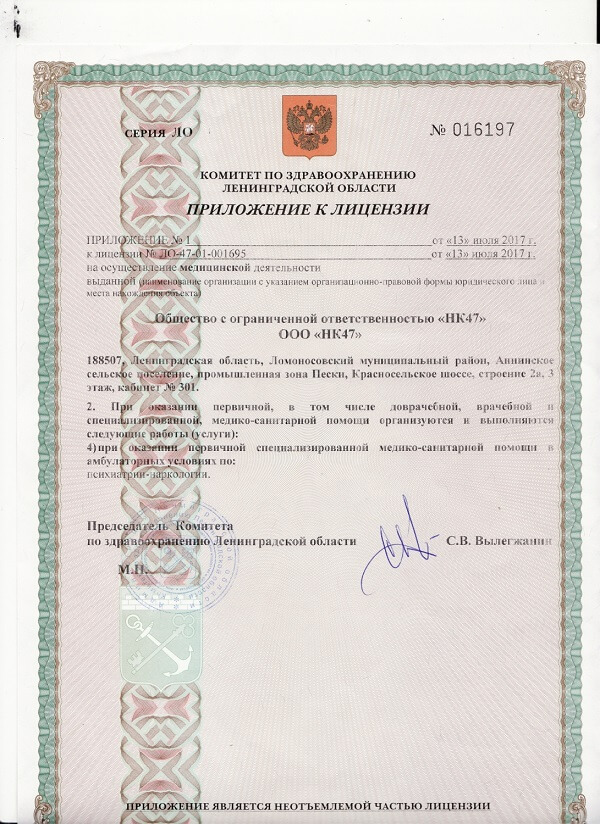 СЕРИЯ ЛО
№ 016197
КОМИТЕТ ПО ЗДРАВООХРАНЕНИЮ
ЛЕНИНГРАДСКОЙ ОБЛАСТИ
ПРИЛОЖЕНИЕ К ЛИЦЕНЗИИ
ПРИЛОЖЕНИЕ № 1 от «13» июля 2017 г.
к лицензии № ЛО-47-01-001695 от «13» июля 2017 г.
на осуществление медицинской деятельности
выданной (наименование организации с указанием организационно-правовой формы юридического лица и
места нахождения объекта)
Общество с ограниченной ответственностью «НК47»
ООО «НК47»
188507, Ленинградская область, Ломоносовский муниципальный район, Аннинское
сельское поселение, промышленная зона Пески, Красносельское шоссе, строение 2а, 3
этаж, кабинет № 301.
2. При оказании первичной, в том числе доврачебной, врачебной и
специализированной, медико-санитарной помощи организуются и выполняются
следующие работы (услуги):
4)при оказании первичной специализированной медико-санитарной помощи в
амбулаторных условиях по:
психиатрии-наркологии.
Председатель Комитета
по здравоохранению Ленинградской области С.В. Вылегжанин
М.П.
ПРИЛОЖЕНИЕ ЯВЛЯЕТСЯ НЕОТЪЕМЛЕМОЙ ЧАСТЬЮ ЛИЦЕНЗИИ